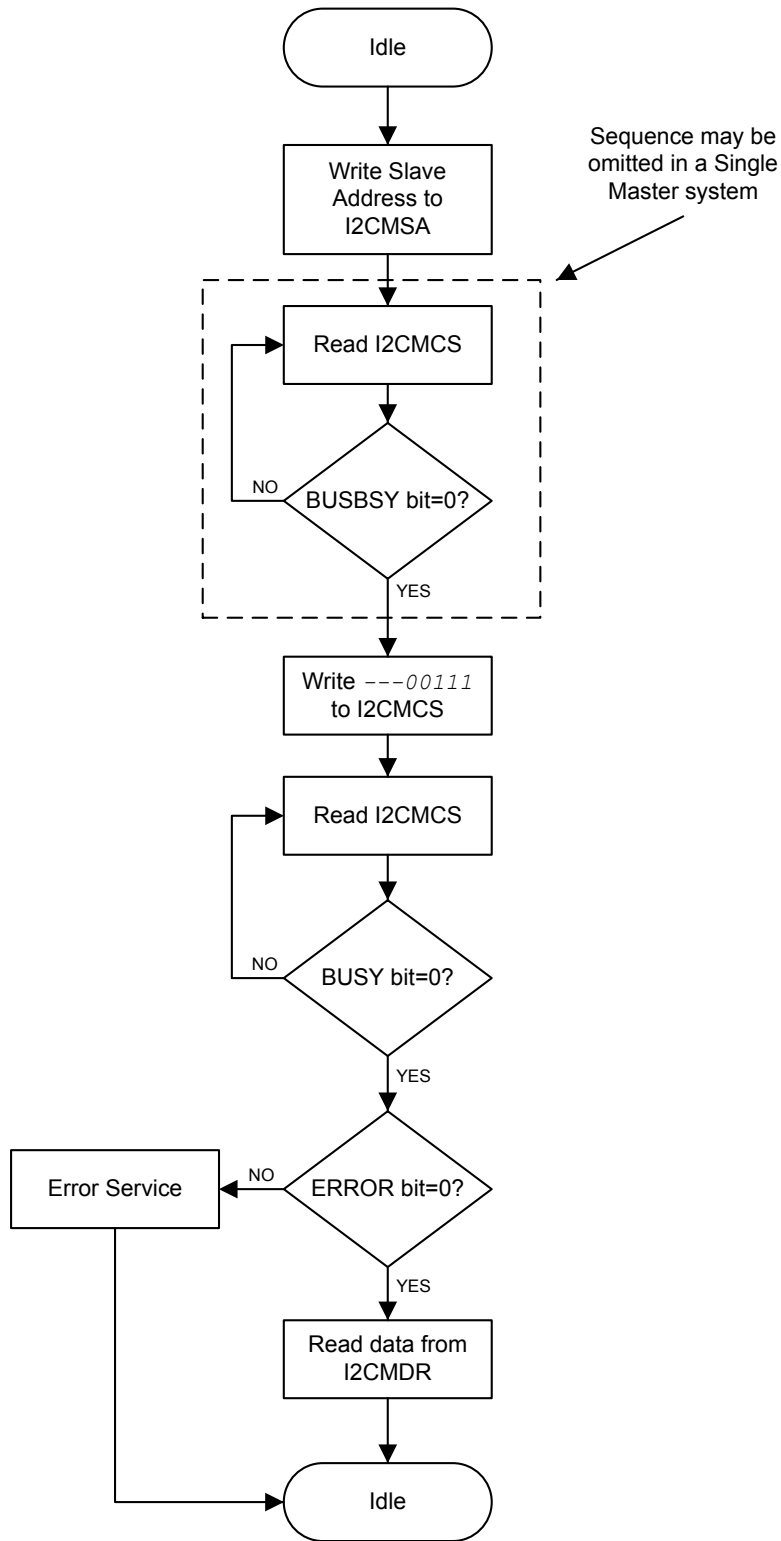 Idle
Sequence may be
omitted in a Single
Master system
Write Slave
Address to
I2CMSA
Read I2CMCS
NO
BUSBSY bit=0?
YES
Write ---00111
to I2CMCS
Read I2CMCS
NO
BUSY bit=0?
YES
Error Service
NO
ERROR bit=0?
YES
Read data from
I2CMDR
Idle